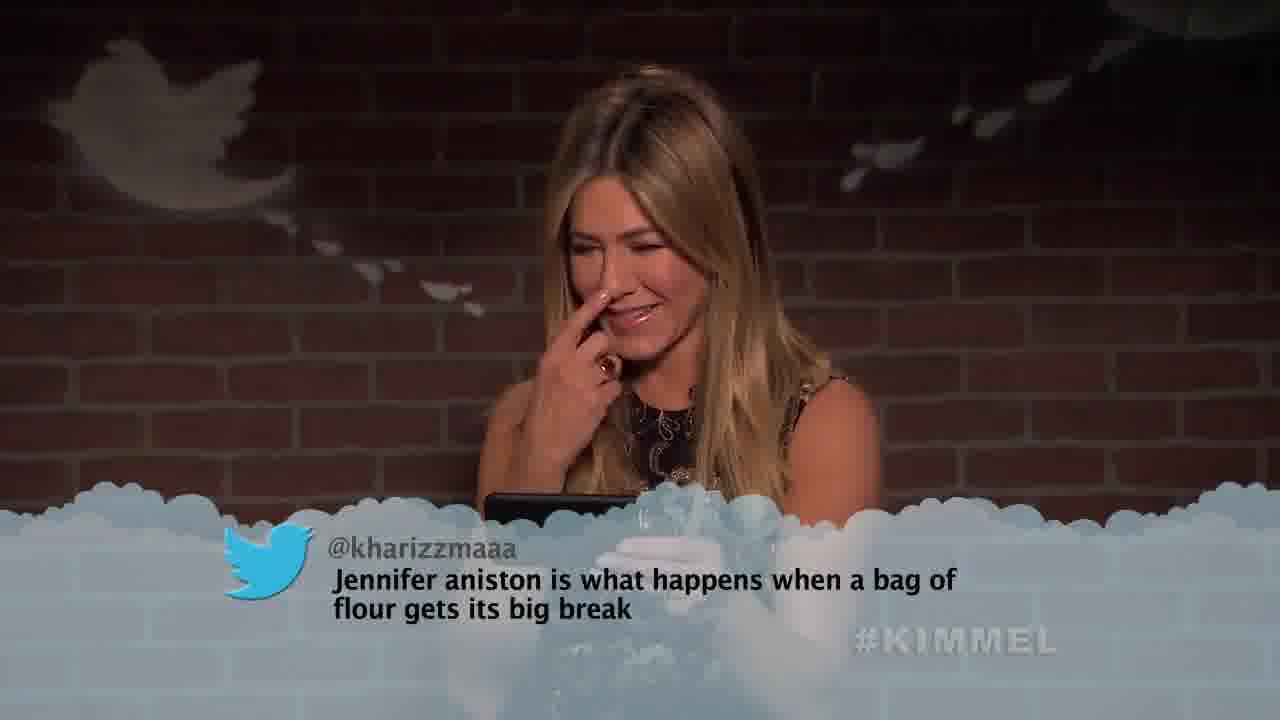 @kharizzmaaa
Jennifer aniston is what happens when a bag of
flour gets its big break
#KIMMEL